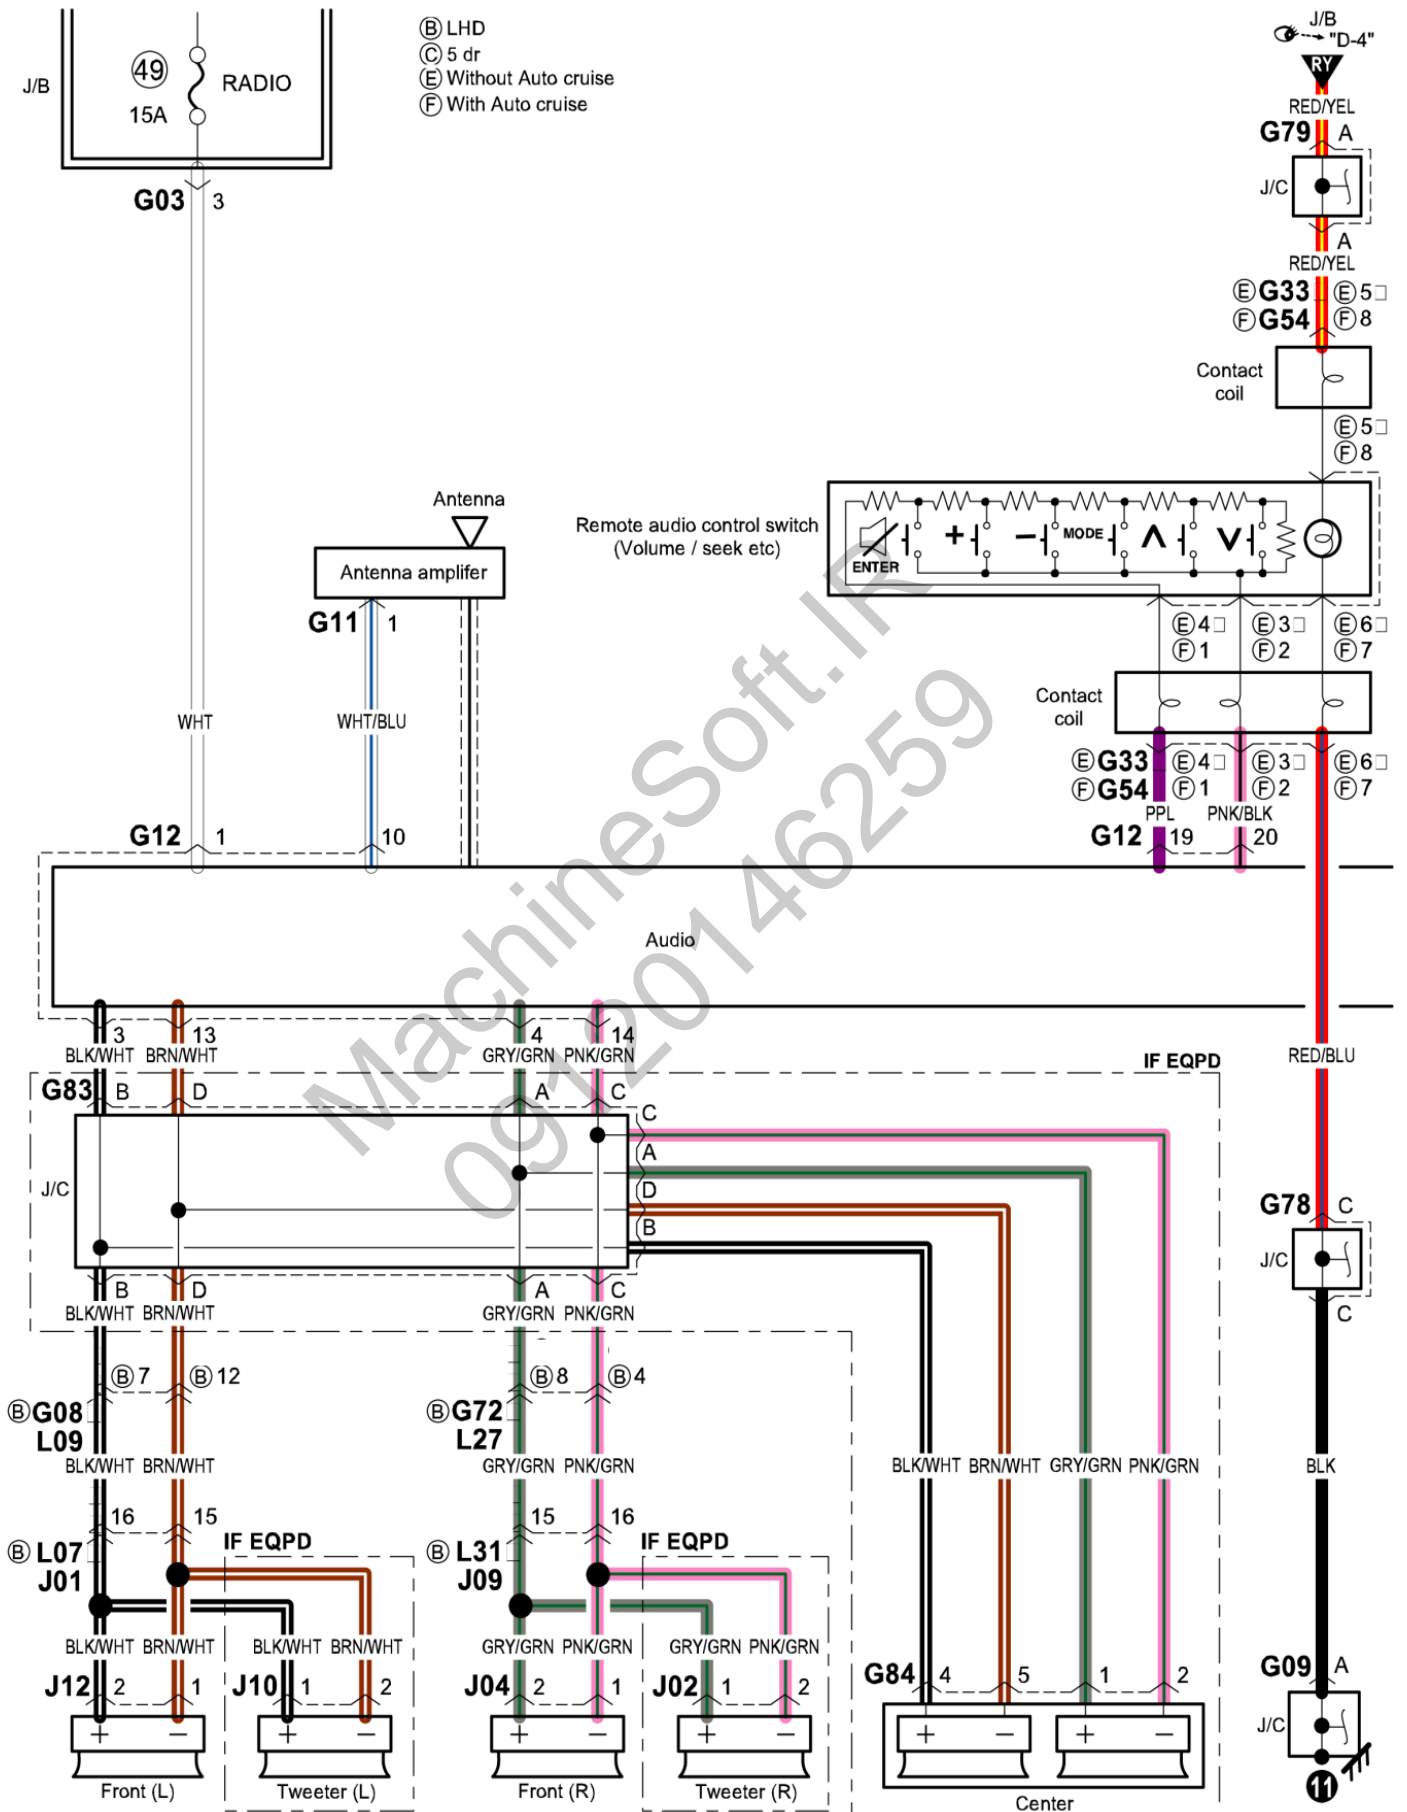 Ⓑ LHD
Ⓒ 5 dr
Ⓔ Without Auto cruise
Ⓕ With Auto cruise
J/B
49
15A
RADIO
G03 3
J/B
"D-4"
RY
RED/YEL
G79 A
J/C
A
RED/YEL
ⒺG33 Ⓔ5
ⒻG54 Ⓕ8
Contact
coil
Ⓔ5
Ⓕ8
Antenna
Antenna amplifer
G11 1
Remote audio control switch
(Volume / seek etc)
ENTER
+
−
MODE
Ʌ
V
Ⓔ4 Ⓔ3 Ⓔ6
Ⓕ1 Ⓕ2 Ⓕ7
Contact
coil
WHT WHT/BLU
ⒺG33 Ⓔ4 Ⓔ3 Ⓔ6
ⒻG54 Ⓕ1 Ⓕ2 Ⓕ7
PPL PNK/BLK
G12 1 10
G12 19 20
Audio
3 13 4 14
BLK/WHT BRN/WHT GRY/GRN PNK/GRN
RED/BLU
IF EQPD
G83 B D A C
C
A
D
B
J/C
B D A C
BLK/WHT BRN/WHT GRY/GRN PNK/GRN
G78 C
J/C
C
Ⓑ7 Ⓑ12 Ⓑ8 Ⓑ4
ⒷG08 ⒷG72
L09 L27
BLK/WHT BRN/WHT GRY/GRN PNK/GRN BLK/WHT BRN/WHT GRY/GRN PNK/GRN BLK
16 15 15 16
IF EQPD IF EQPD
Ⓑ L07 Ⓑ L31
J01 J09
BLK/WHT BRN/WHT BLK/WHT BRN/WHT GRY/GRN PNK/GRN GRY/GRN PNK/GRN
J12 2 1 J10 1 2 J04 2 1 J02 1 2 G84 4 5 1 2 G09 A
+ − + − + − + − + − + −
J/C
Front (L) Tweeter (L) Front (R) Tweeter (R) Center
11
MachineSoft.IR
09120146259